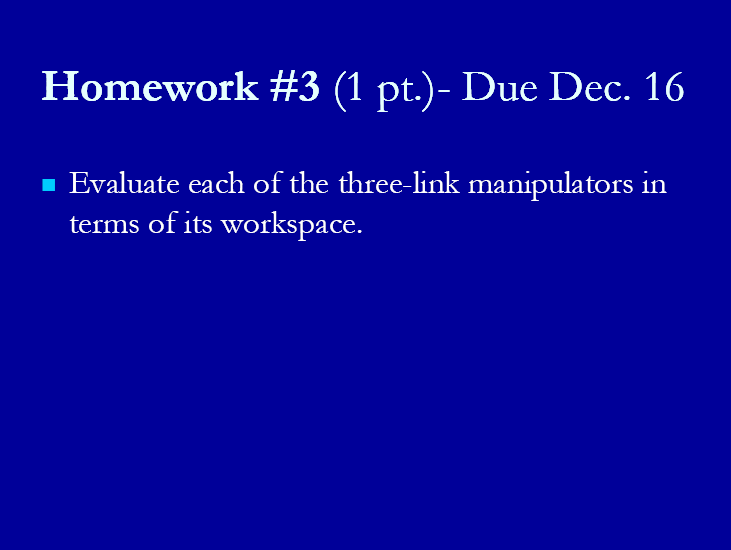 Homework #3 (1 pt.)- Due Dec. 16
Evaluate each of the three-link manipulators in
terms of its workspace.